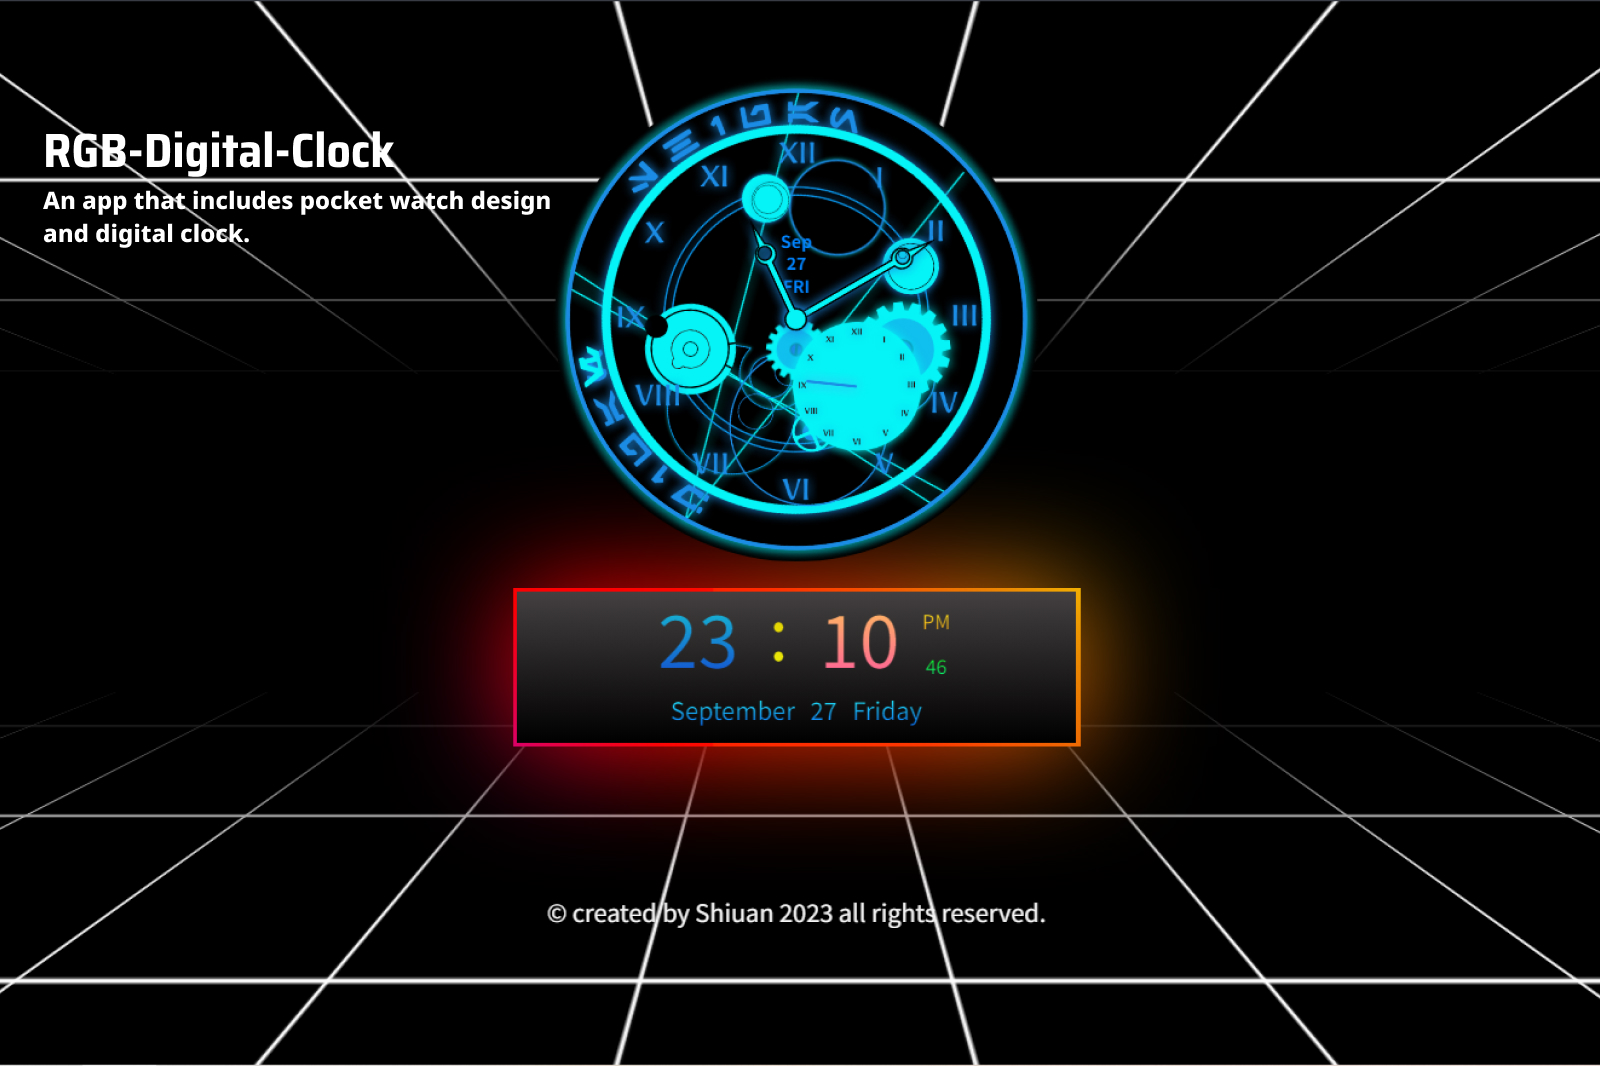 RGB-Digital-Clock
An app that includes pocket watch design
and digital clock.
XII
I
II
III
IV
V
VI
VII
VIII
IX
X
XI
Sep
27
FRI
XII
I
II
III
IV
V
VI
VII
VIII
IX
X
XI
23 : 10 PM
46
September 27 Friday
© created by Shiuan 2023 all rights reserved.